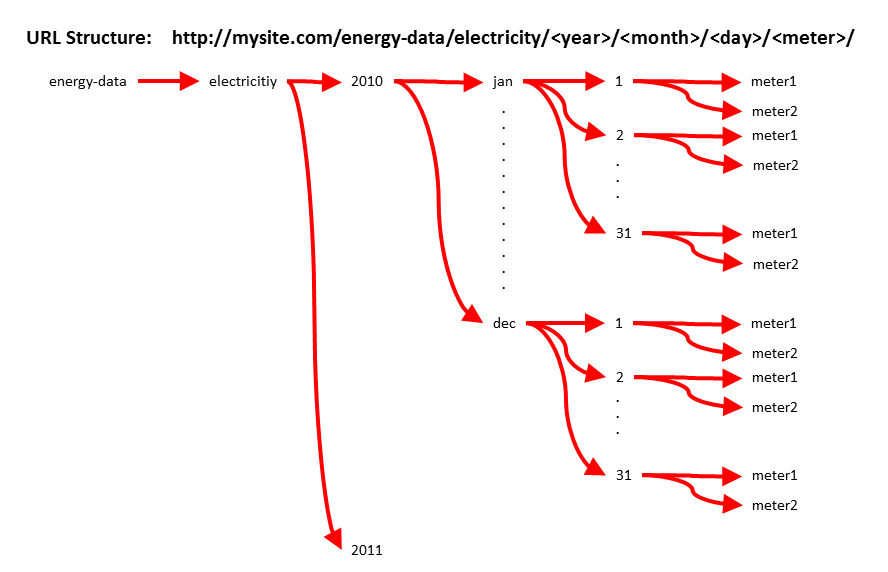 URL Structure: http://mysite.com/energy-data/electricity/<year>/<month>/<day>/<meter>/
energy-data electricitiy 2010 jan 1 meter1
meter2
2 meter1
meter2
31 meter1
meter2
dec 1 meter1
meter2
2 meter1
meter2
31 meter1
meter2
2011